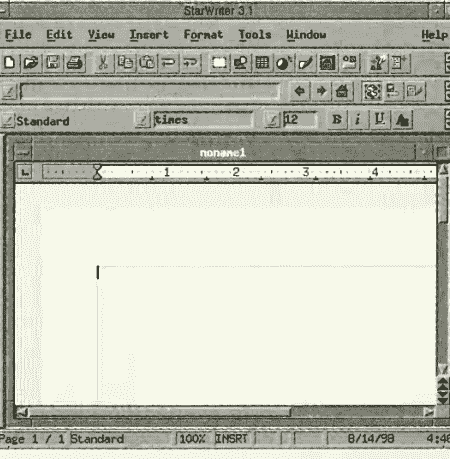 StarWriter 3.1
File Edit View Insert Format Tools Window Help
Standard times 12 B i U
noname1
1 2 3 4
Page 1 / 1 Standard 100% INSRT 8/14/98 4:46